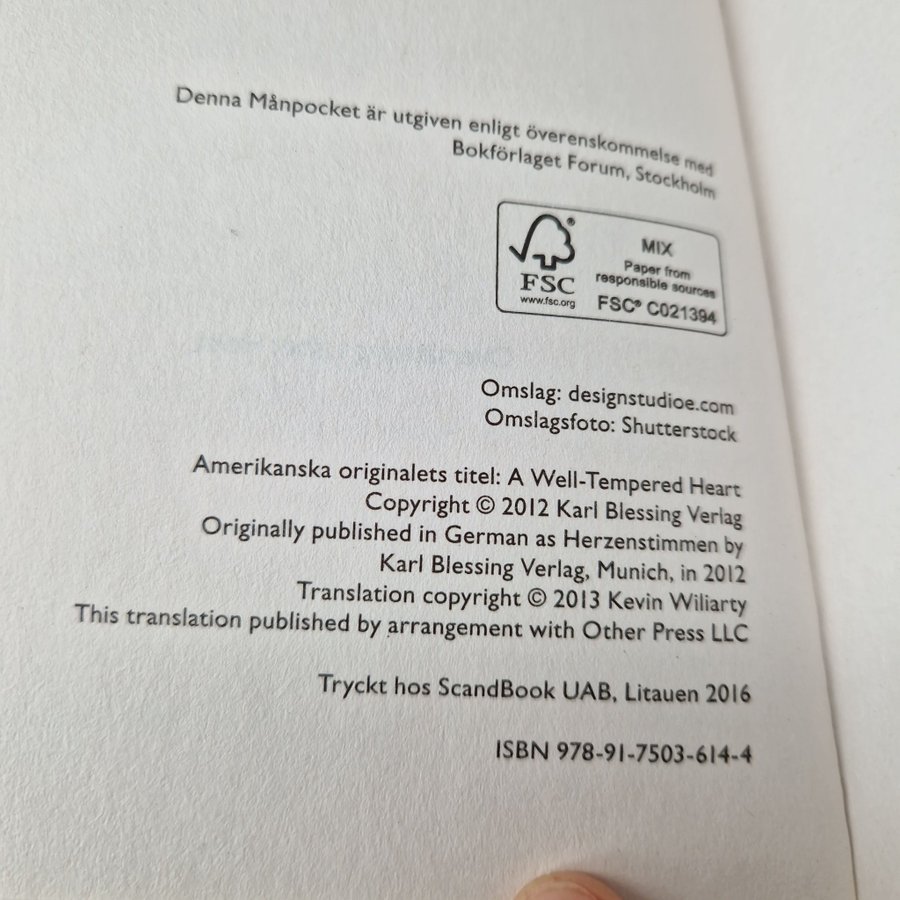 Denna Månpocket är utgiven enligt överenskommelse med
Bokförlaget Forum, Stockholm
®
FSC
www.fsc.org
MIX
Paper from
responsible sources
FSC® C021394
Omslag: designstudioe.com
Omslagsfoto: Shutterstock
Amerikanska originalets titel: A Well-Tempered Heart
Copyright © 2012 Karl Blessing Verlag
Originally published in German as Herzenstimmen by
Karl Blessing Verlag, Munich, in 2012
Translation copyright © 2013 Kevin Wiliarty
This translation published by arrangement with Other Press LLC
Tryckt hos ScandBook UAB, Litauen 2016
ISBN 978-91-7503-614-4